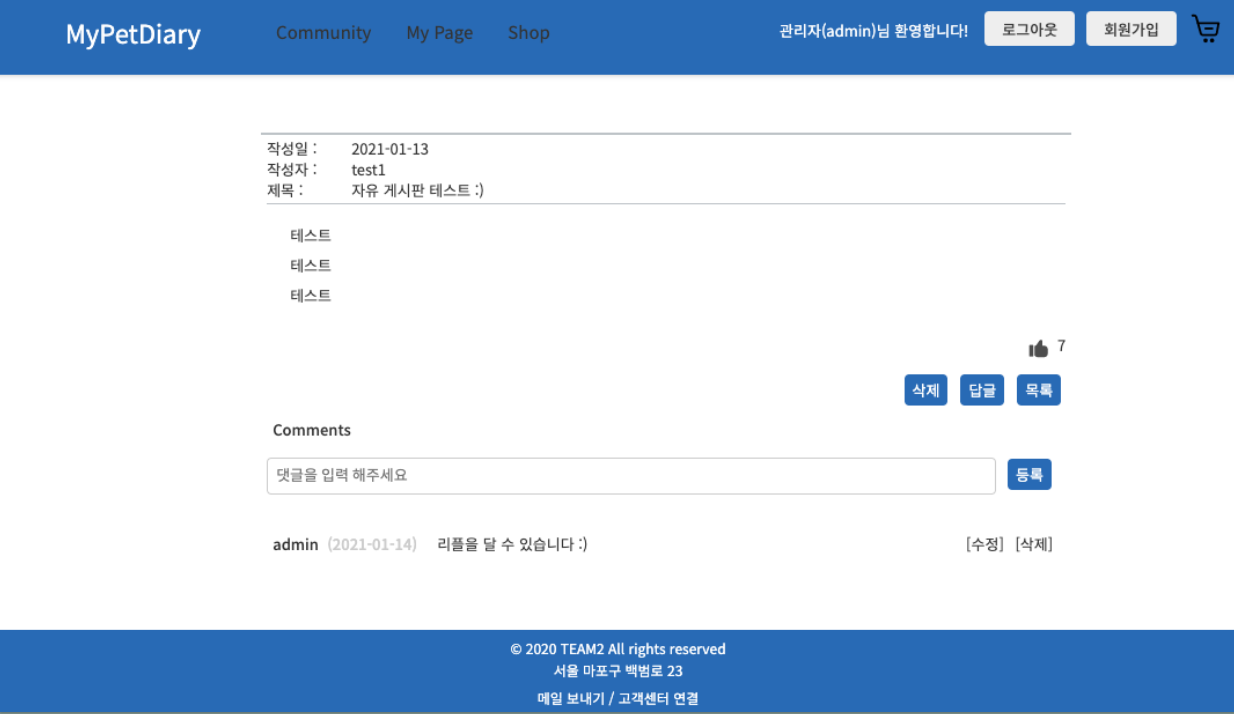 MyPetDiary Community My Page Shop 관리자(admin)님 환영합니다! 로그아웃 회원가입
작성일 : 2021-01-13
작성자 : test1
제목 : 자유 게시판 테스트 :)
테스트
테스트
테스트
7
삭제 답글 목록
Comments
댓글을 입력 해주세요 등록
admin (2021-01-14) 리플을 달 수 있습니다 :) [수정] [삭제]
© 2020 TEAM2 All rights reserved
서울 마포구 백범로 23
메일 보내기 / 고객센터 연결